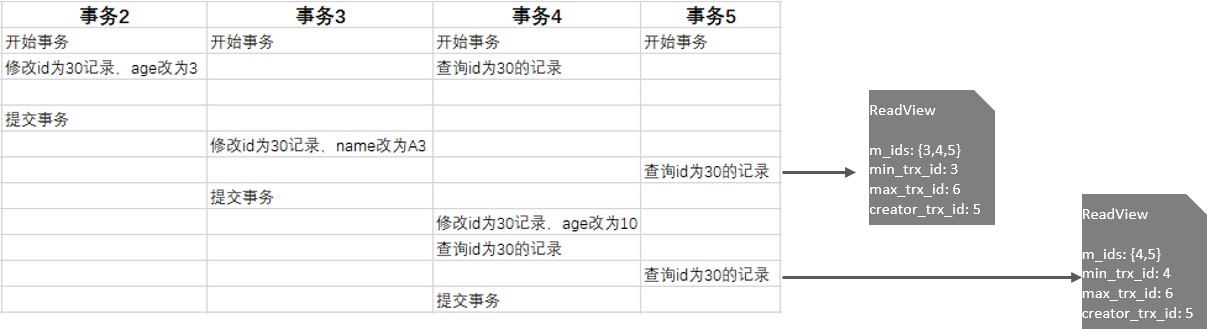 事务2 事务3 事务4 事务5
开始事务 开始事务 开始事务 开始事务
修改id为30记录，age改为3 查询id为30的记录
提交事务
修改id为30记录，name改为A3
查询id为30的记录
提交事务
修改id为30记录，age改为10
查询id为30的记录
查询id为30的记录
提交事务
ReadView
m_ids: {3,4,5}
min_trx_id: 3
max_trx_id: 6
creator_trx_id: 5
ReadView
m_ids: {4,5}
min_trx_id: 4
max_trx_id: 6
creator_trx_id: 5